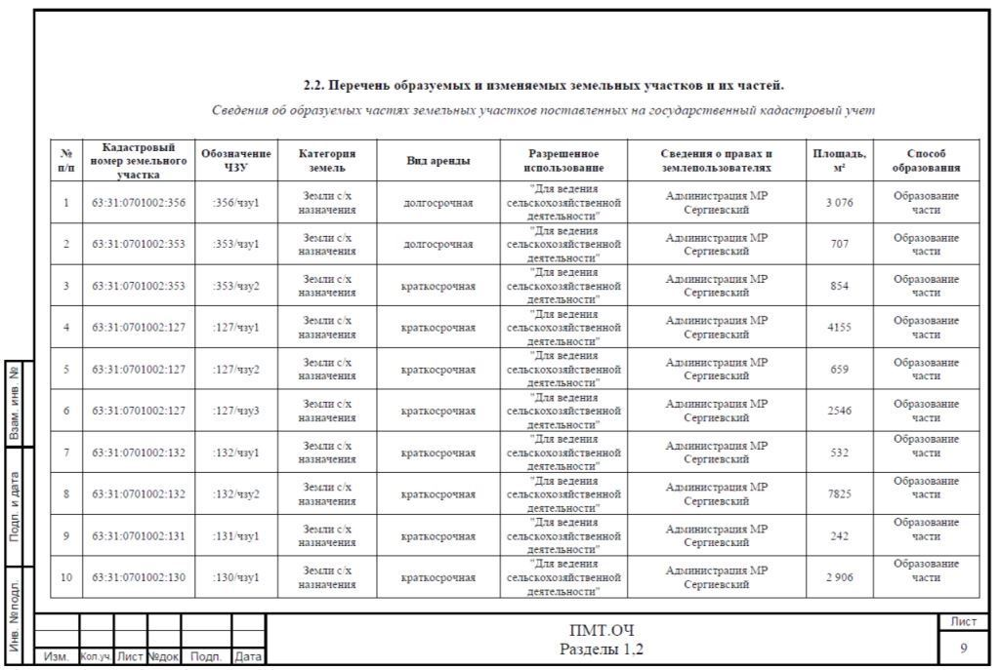 2.2. Перечень образуемых и изменяемых земельных участков и их частей.
Сведения об образуемых частях земельных участков поставленных на государственный кадастровый учет
№ п/п Кадастровый номер земельного участка Обозначение ЧЗУ Категория земель Вид аренды Разрешенное использование Сведения о правах и землепользователях Площадь, м² Способ образования
1 63:31:0701002:356 :356/чзу1 Земли с/х назначения долгосрочная "Для ведения сельскохозяйственной деятельности" Администрация МР Сергиевский 3 076 Образование части
2 63:31:0701002:353 :353/чзу1 Земли с/х назначения долгосрочная "Для ведения сельскохозяйственной деятельности" Администрация МР Сергиевский 707 Образование части
3 63:31:0701002:353 :353/чзу2 Земли с/х назначения краткосрочная "Для ведения сельскохозяйственной деятельности" Администрация МР Сергиевский 854 Образование части
4 63:31:0701002:127 :127/чзу1 Земли с/х назначения краткосрочная "Для ведения сельскохозяйственной деятельности" Администрация МР Сергиевский 4155 Образование части
5 63:31:0701002:127 :127/чзу2 Земли с/х назначения краткосрочная "Для ведения сельскохозяйственной деятельности" Администрация МР Сергиевский 659 Образование части
6 63:31:0701002:127 :127/чзу3 Земли с/х назначения краткосрочная "Для ведения сельскохозяйственной деятельности" Администрация МР Сергиевский 2546 Образование части
7 63:31:0701002:132 :132/чзу1 Земли с/х назначения краткосрочная "Для ведения сельскохозяйственной деятельности" Администрация МР Сергиевский 532 Образование части
8 63:31:0701002:132 :132/чзу2 Земли с/х назначения краткосрочная "Для ведения сельскохозяйственной деятельности" Администрация МР Сергиевский 7825 Образование части
9 63:31:0701002:131 :131/чзу1 Земли с/х назначения краткосрочная "Для ведения сельскохозяйственной деятельности" Администрация МР Сергиевский 242 Образование части
10 63:31:0701002:130 :130/чзу1 Земли с/х назначения краткосрочная "Для ведения сельскохозяйственной деятельности" Администрация МР Сергиевский 2 906 Образование части
Взам. инв. №
Подп. и дата
Инв. №подл.
Изм. Кол.уч. Лист №док Подп. Дата
ПМТ.ОЧ
Разделы 1,2
Лист
9